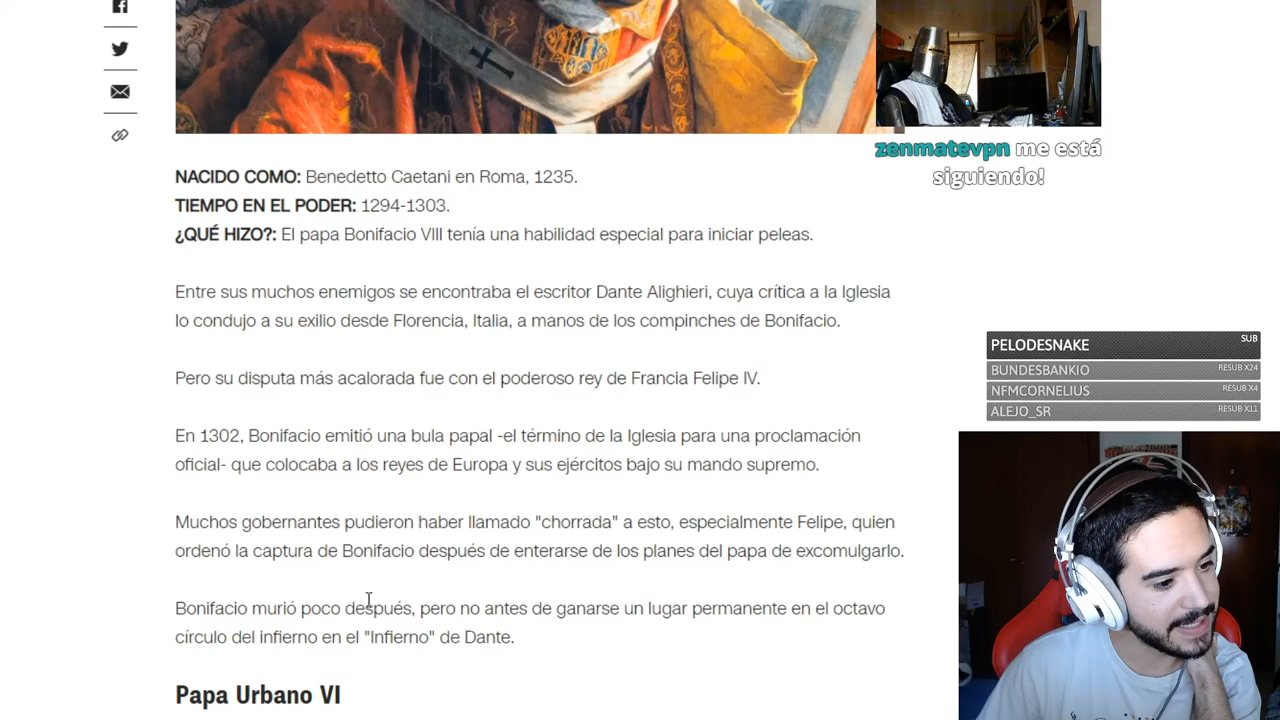 zenmatevpn me está
siguiendo!
NACIDO COMO: Benedetto Caetani en Roma, 1235.
TIEMPO EN EL PODER: 1294-1303.
¿QUÉ HIZO?: El papa Bonifacio VIII tenía una habilidad especial para iniciar peleas.
Entre sus muchos enemigos se encontraba el escritor Dante Alighieri, cuya crítica a la Iglesia
lo condujo a su exilio desde Florencia, Italia, a manos de los compinches de Bonifacio.
Pero su disputa más acalorada fue con el poderoso rey de Francia Felipe IV.
En 1302, Bonifacio emitió una bula papal -el término de la Iglesia para una proclamación
oficial- que colocaba a los reyes de Europa y sus ejércitos bajo su mando supremo.
Muchos gobernantes pudieron haber llamado "chorrada" a esto, especialmente Felipe, quien
ordenó la captura de Bonifacio después de enterarse de los planes del papa de excomulgarlo.
Bonifacio murió poco después, pero no antes de ganarse un lugar permanente en el octavo
círculo del infierno en el "Infierno" de Dante.
Papa Urbano VI
PELODESNAKE SUB
BUNDESBANKIO RESUB X24
NFMCORNELIUS RESUB X4
ALEJO_SR RESUB X11